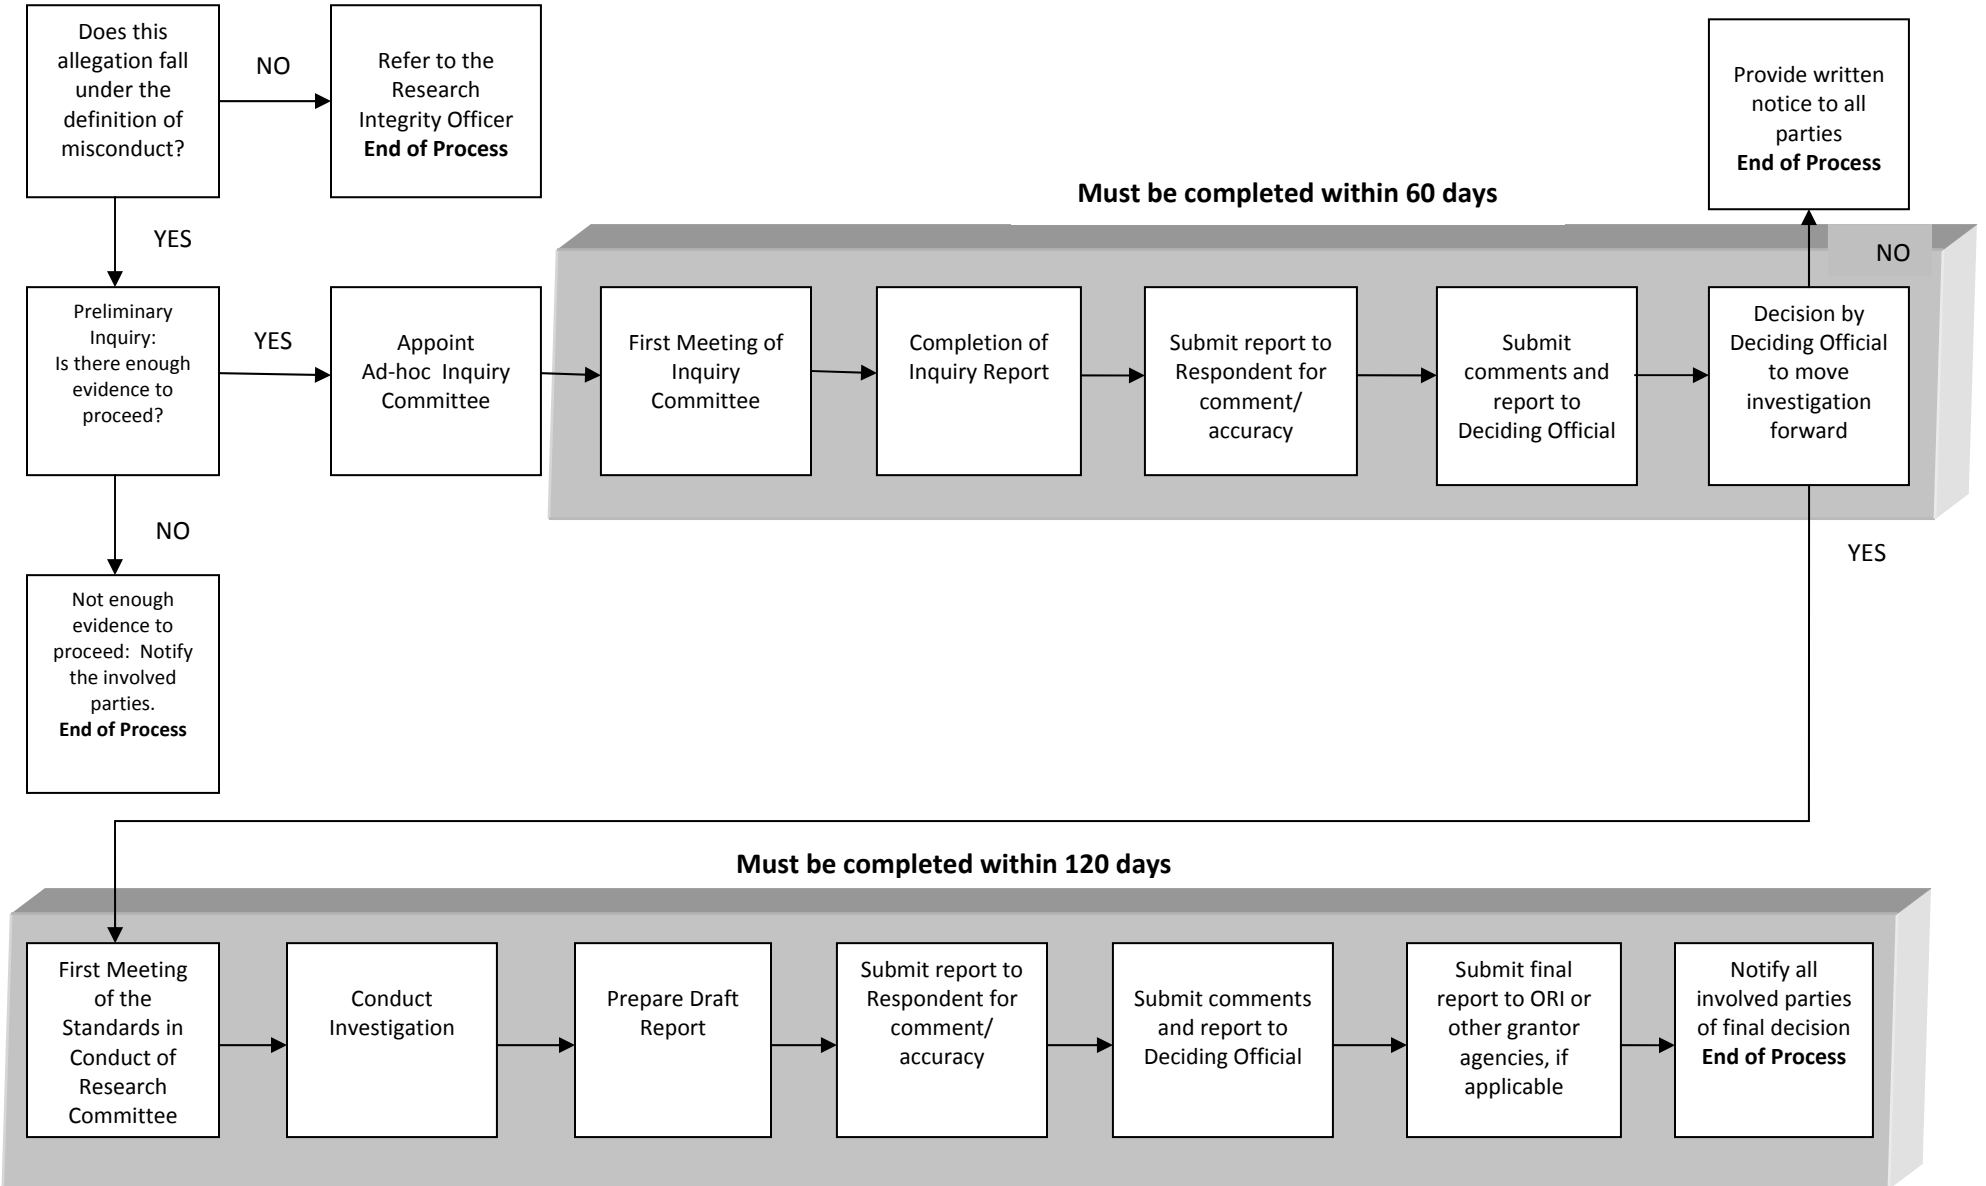 Does this
allegation fall
under the
definition of
misconduct?
NO
Refer to the
Research
Integrity Officer
End of Process
Provide written
notice to all
parties
End of Process
Must be completed within 60 days
YES
NO
Preliminary
Inquiry:
Is there enough
evidence to
proceed?
YES
Appoint
Ad-hoc Inquiry
Committee
First Meeting of
Inquiry
Committee
Completion of
Inquiry Report
Submit report to
Respondent for
comment/
accuracy
Submit
comments and
report to
Deciding Official
Decision by
Deciding Official
to move
investigation
forward
NO
YES
Not enough
evidence to
proceed: Notify
the involved
parties.
End of Process
Must be completed within 120 days
First Meeting
of the
Standards in
Conduct of
Research
Committee
Conduct
Investigation
Prepare Draft
Report
Submit report to
Respondent for
comment/
accuracy
Submit comments
and report to
Deciding Official
Submit final
report to ORI or
other grantor
agencies, if
applicable
Notify all
involved parties
of final decision
End of Process